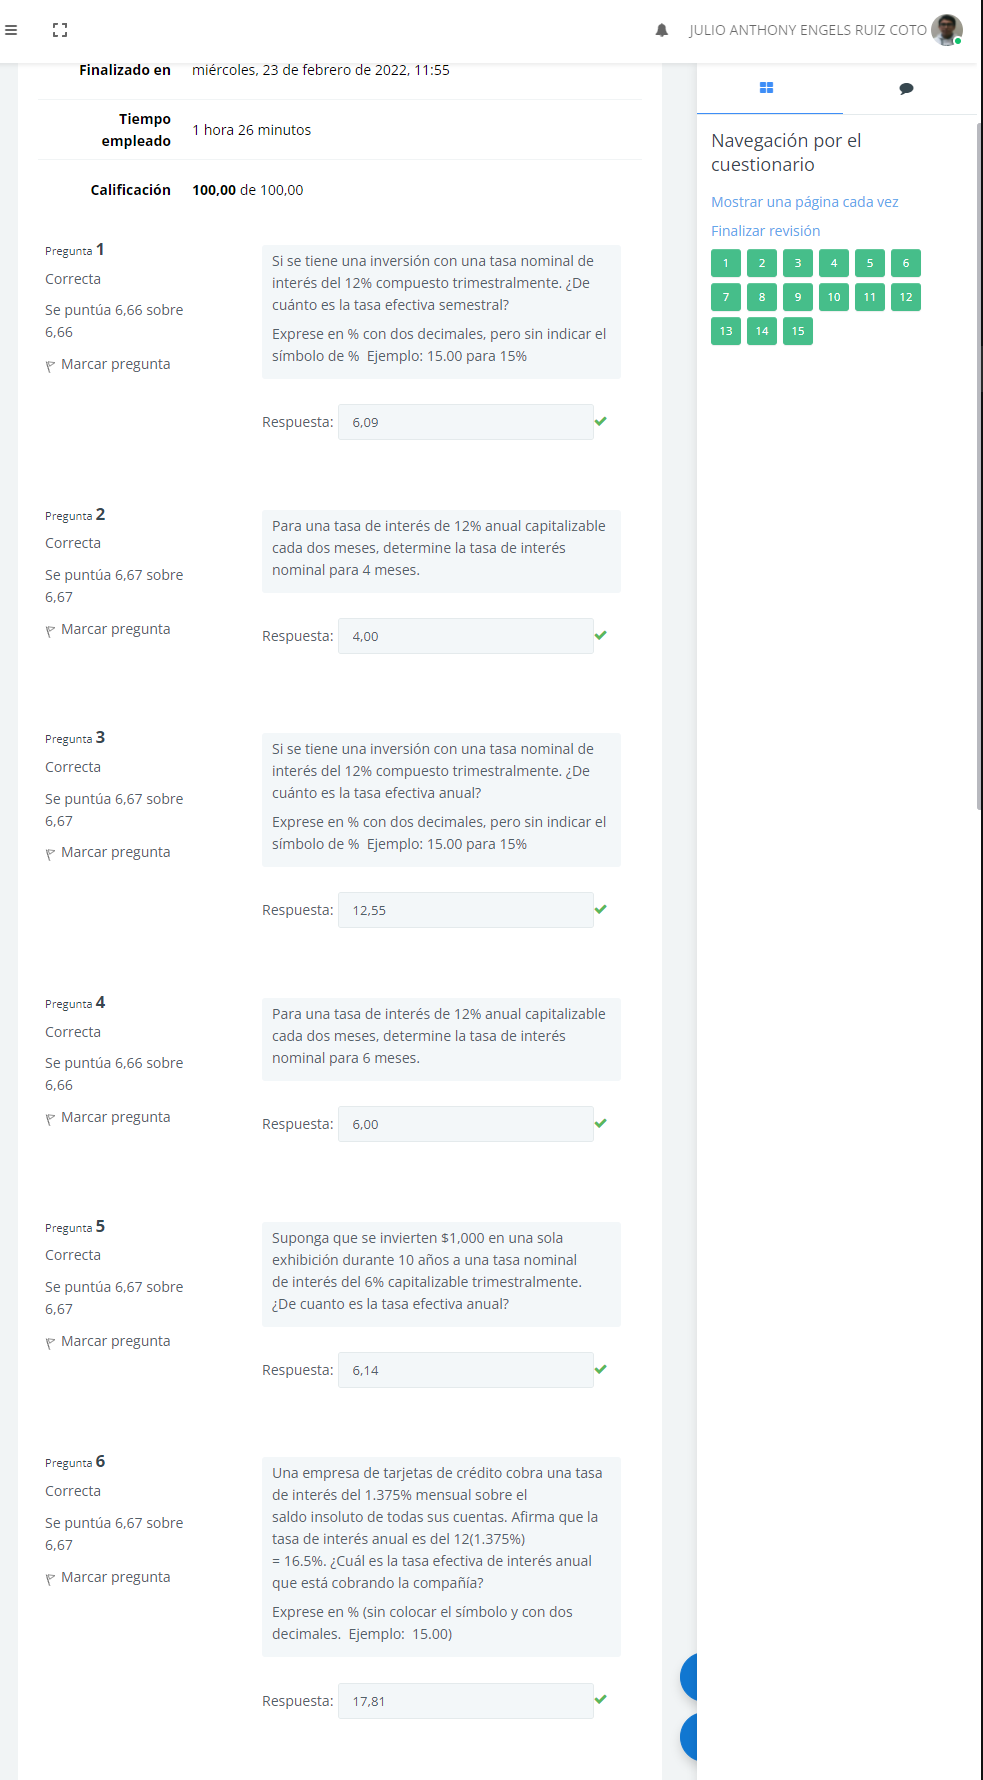 JULIO ANTHONY ENGELS RUIZ COTO
Finalizado en miércoles, 23 de febrero de 2022, 11:55
Tiempo
empleado
1 hora 26 minutos
Calificación 100,00 de 100,00
Pregunta 1
Correcta
Se puntúa 6,66 sobre
6,66
Marcar pregunta
Si se tiene una inversión con una tasa nominal de
interés del 12% compuesto trimestralmente. ¿De
cuánto es la tasa efectiva semestral?
Exprese en % con dos decimales, pero sin indicar el
símbolo de % Ejemplo: 15.00 para 15%
Respuesta: 6,09
Pregunta 2
Correcta
Se puntúa 6,67 sobre
6,67
Marcar pregunta
Para una tasa de interés de 12% anual capitalizable
cada dos meses, determine la tasa de interés
nominal para 4 meses.
Respuesta: 4,00
Pregunta 3
Correcta
Se puntúa 6,67 sobre
6,67
Marcar pregunta
Si se tiene una inversión con una tasa nominal de
interés del 12% compuesto trimestralmente. ¿De
cuánto es la tasa efectiva anual?
Exprese en % con dos decimales, pero sin indicar el
símbolo de % Ejemplo: 15.00 para 15%
Respuesta: 12,55
Pregunta 4
Correcta
Se puntúa 6,66 sobre
6,66
Marcar pregunta
Para una tasa de interés de 12% anual capitalizable
cada dos meses, determine la tasa de interés
nominal para 6 meses.
Respuesta: 6,00
Pregunta 5
Correcta
Se puntúa 6,67 sobre
6,67
Marcar pregunta
Suponga que se invierten $1,000 en una sola
exhibición durante 10 años a una tasa nominal
de interés del 6% capitalizable trimestralmente.
¿De cuanto es la tasa efectiva anual?
Respuesta: 6,14
Pregunta 6
Correcta
Se puntúa 6,67 sobre
6,67
Marcar pregunta
Una empresa de tarjetas de crédito cobra una tasa
de interés del 1.375% mensual sobre el
saldo insoluto de todas sus cuentas. Afirma que la
tasa de interés anual es del 12(1.375%)
= 16.5%. ¿Cuál es la tasa efectiva de interés anual
que está cobrando la compañía?
Exprese en % (sin colocar el símbolo y con dos
decimales. Ejemplo: 15.00)
Respuesta: 17,81
Navegación por el
cuestionario
Mostrar una página cada vez
Finalizar revisión
1 2 3 4 5 6
7 8 9 10 11 12
13 14 15